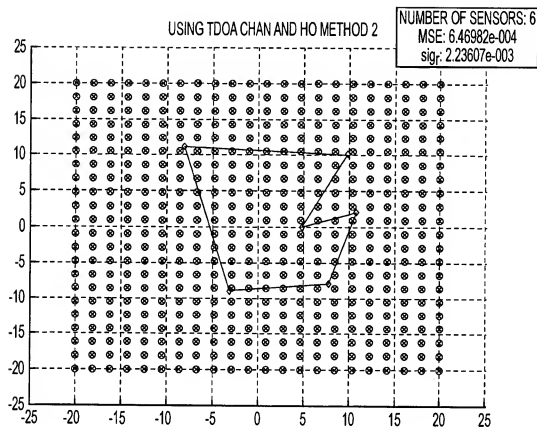 USING TDOA CHAN AND HO METHOD 2
NUMBER OF SENSORS: 6
MSE: 6.46982e-004
sigr: 2.23607e-003
25
20
15
10
5
0
-5
-10
-15
-20
-25
-25 -20 -15 -10 -5 0 5 10 15 20 25